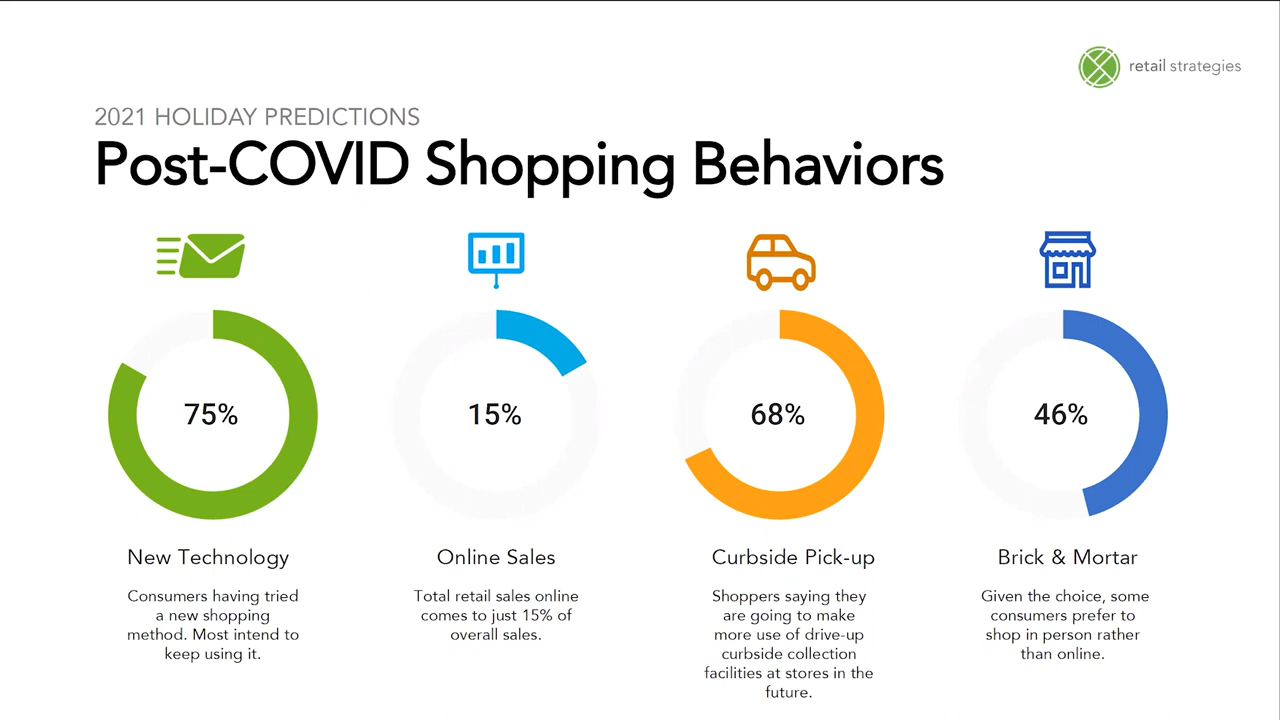 retail strategies
2021 HOLIDAY PREDICTIONS
Post-COVID Shopping Behaviors
75%
New Technology
Consumers having tried
a new shopping
method. Most intend to
keep using it.
15%
Online Sales
Total retail sales online
comes to just 15% of
overall sales.
68%
Curbside Pick-up
Shoppers saying they
are going to make
more use of drive-up
curbside collection
facilities at stores in the
future.
46%
Brick & Mortar
Given the choice, some
consumers prefer to
shop in person rather
than online.